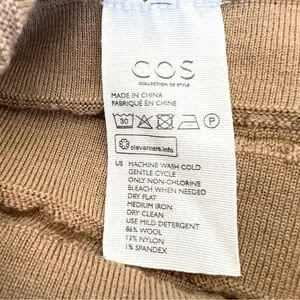 COS
COLLECTION OF STYLE
MADE IN CHINA
FABRIQUÉ EN CHINE
30 P
clevercare.info
US MACHINE WASH COLD
GENTLE CYCLE
ONLY NON-CHLORINE
BLEACH WHEN NEEDED
DRY FLAT
MEDIUM IRON
DRY CLEAN
USE MILD DETERGENT
86% WOOL
13% NYLON
1% SPANDEX